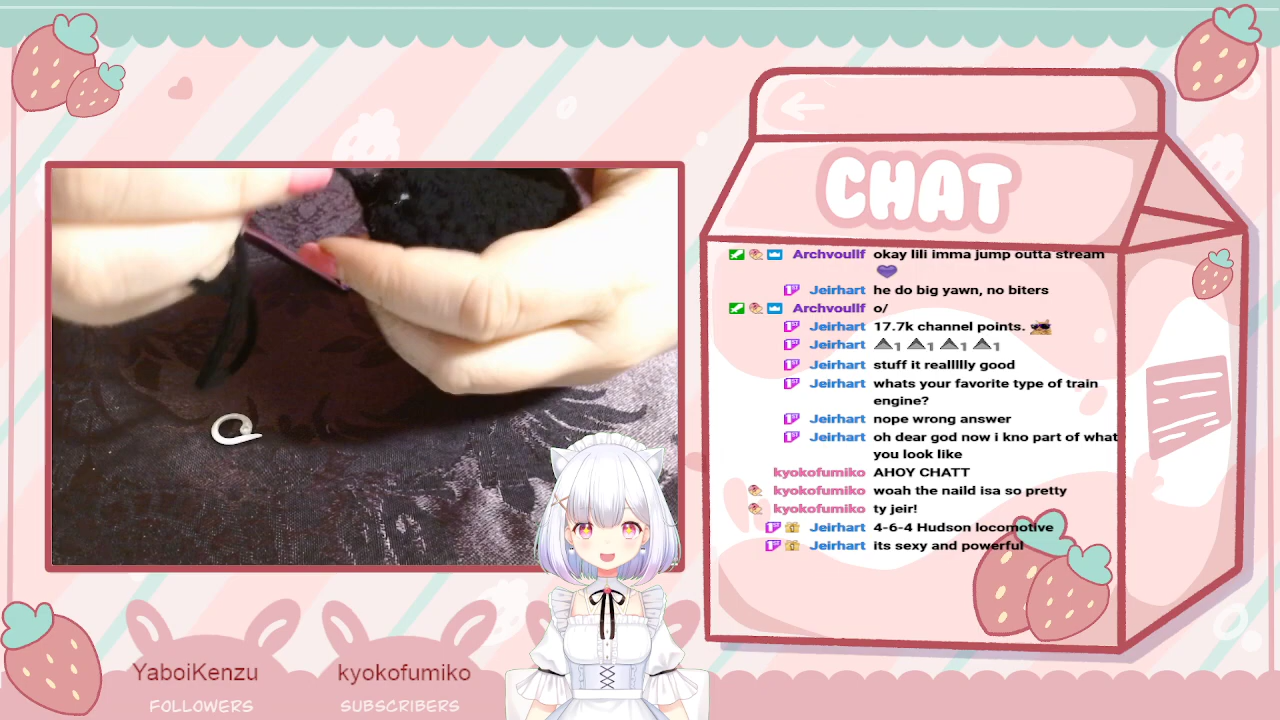 CHAT
Archvoullf okay lili imma jump outta stream
Jeirhart he do big yawn, no biters
Archvoullf o/
Jeirhart 17.7k channel points.
Jeirhart 1 1 1 1
Jeirhart stuff it reallllly good
Jeirhart whats your favorite type of train
engine?
Jeirhart nope wrong answer
Jeirhart oh dear god now i kno part of what
you look like
kyokofumiko AHOY CHATT
kyokofumiko woah the naild isa so pretty
kyokofumiko ty jeir!
Jeirhart 4-6-4 Hudson locomotive
Jeirhart its sexy and powerful
YaboiKenzu kyokofumiko
FOLLOWERS SUBSCRIBERS